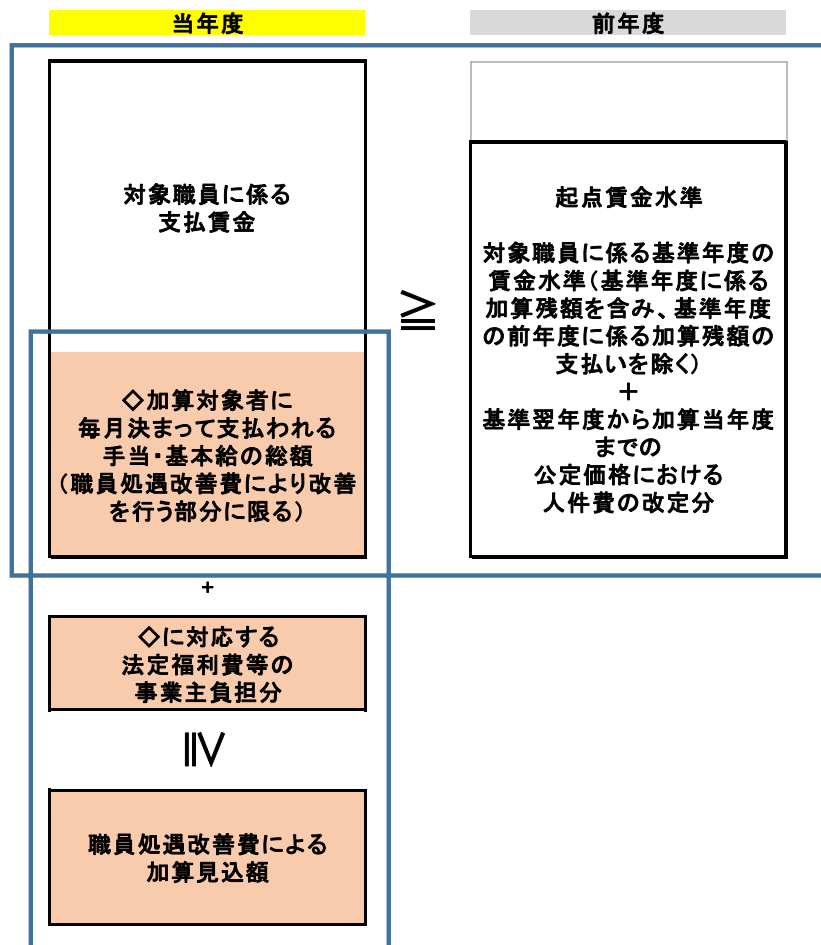 当年度
前年度
対象職員に係る
支払賃金
◇加算対象者に
毎月決まって支払われる
手当・基本給の総額
（職員処遇改善費により改善
を行う部分に限る）
≧
起点賃金水準
対象職員に係る基準年度の
賃金水準（基準年度に係る
加算残額を含み、基準年度
の前年度に係る加算残額の
支払いを除く）
＋
基準翌年度から加算当年度
までの
公定価格における
人件費の改定分
+
◇に対応する
法定福利費等の
事業主負担分
≧
職員処遇改善費による
加算見込額